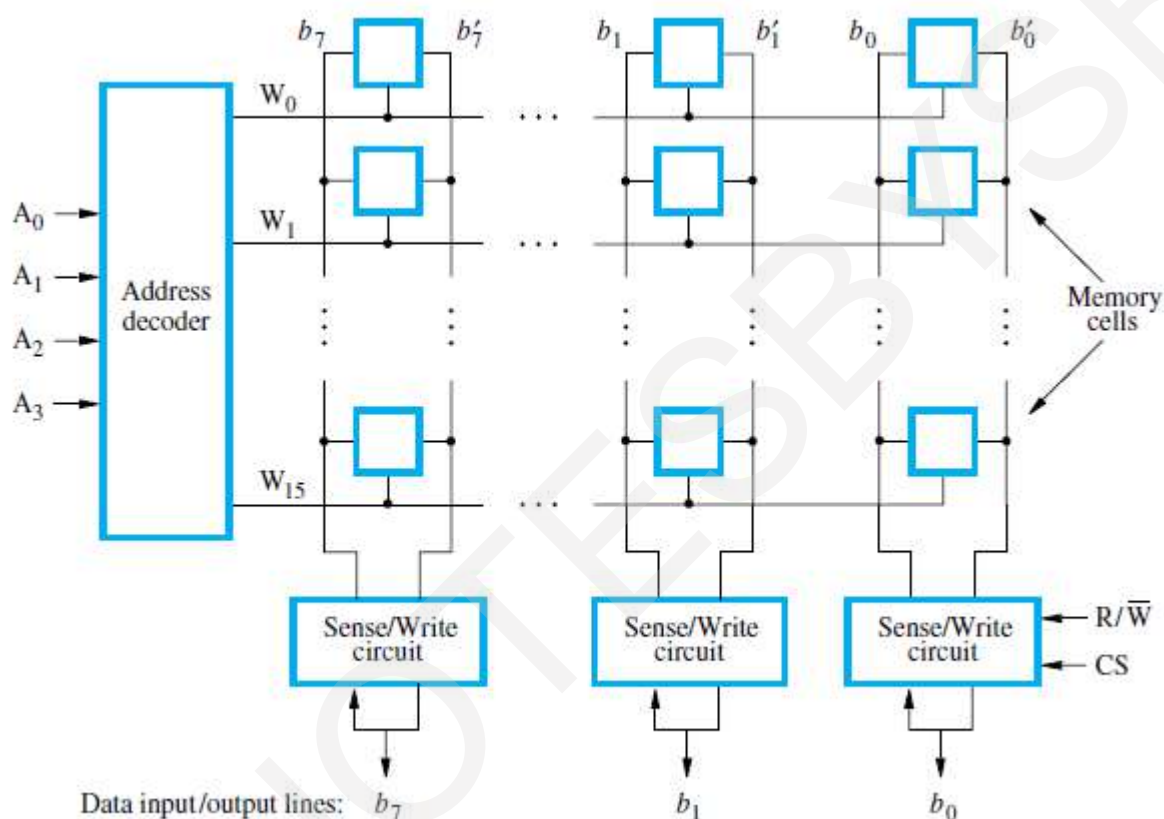 b₇ b′₇ b₁ b′₁ b₀ b′₀
W₀
A₀
W₁
A₁
Address
decoder
Memory
cells
A₂
A₃
W₁₅
Sense/Write
circuit
Sense/Write
circuit
Sense/Write
circuit
R/W̅
CS
Data input/output lines: b₇ b₁ b₀
NOTESBYS